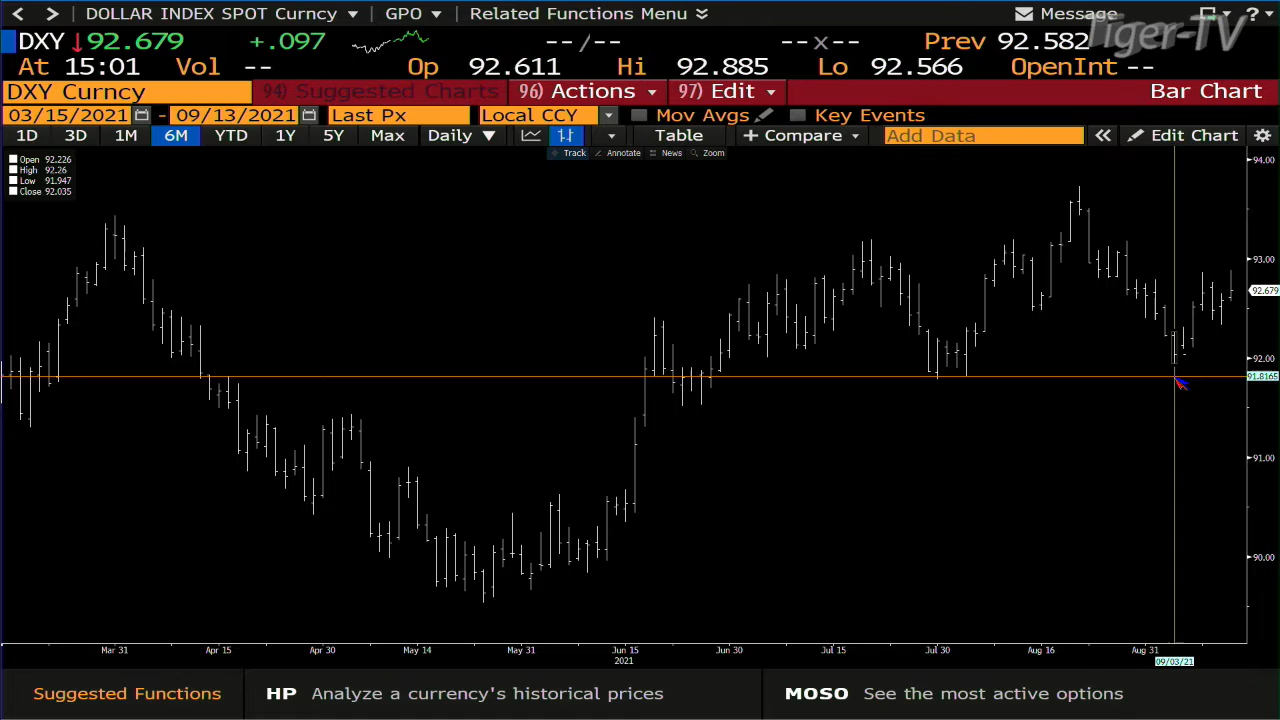 DOLLAR INDEX SPOT Curncy GPO Related Functions Menu Message ?
Tiger-TV
DXY 92.679 +.097 -- / -- -- x -- Prev 92.582
At 15:01 Vol -- Op 92.611 Hi 92.885 Lo 92.566 OpenInt --
DXY Curncy 94) Suggested Charts 96) Actions 97) Edit Bar Chart
03/15/2021 - 09/13/2021 Last Px Local CCY Mov Avgs Key Events
1D 3D 1M 6M YTD 1Y 5Y Max Daily Table + Compare Add Data Edit Chart
Track Annotate News Zoom
Open 92.226
High 92.26
Low 91.947
Close 92.035
94.00
93.00
92.679
92.00
91.8165
91.00
90.00
Mar 31 Apr 15 Apr 30 May 14 May 31 Jun 15 Jun 30 Jul 15 Jul 30 Aug 16 Aug 31
2021 09/03/21
Suggested Functions HP Analyze a currency's historical prices MOSO See the most active options